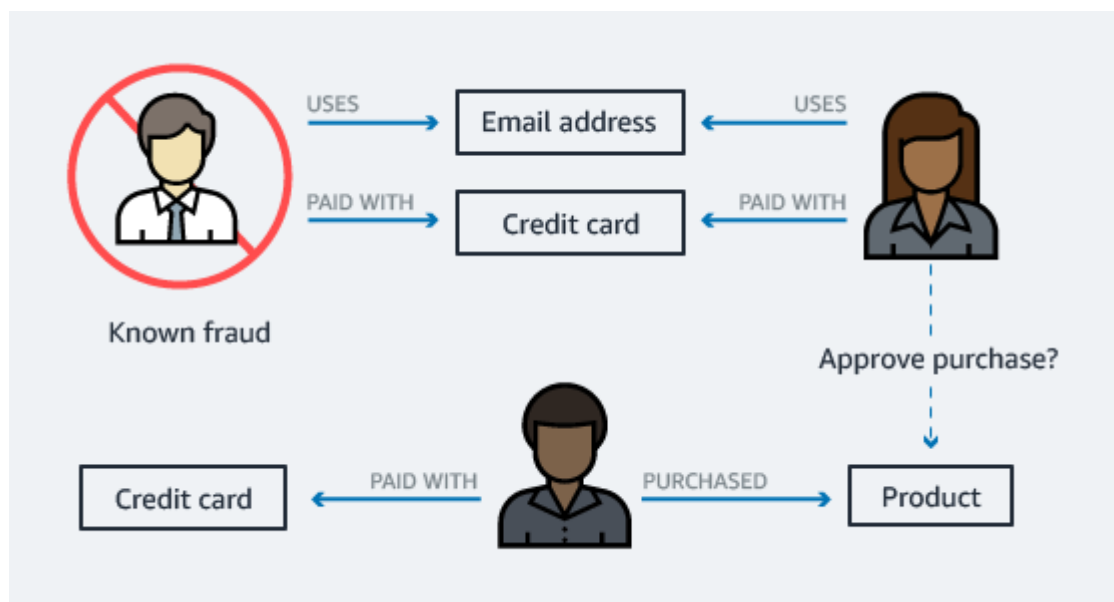 USES
Email address
USES
PAID WITH
Credit card
PAID WITH
Known fraud
Approve purchase?
Credit card
PAID WITH
PURCHASED
Product